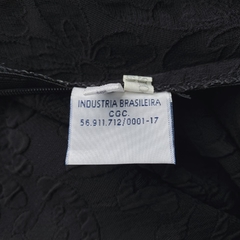 INDUSTRIA BRASILEIRA
CGC.
56.911.712/0001-17